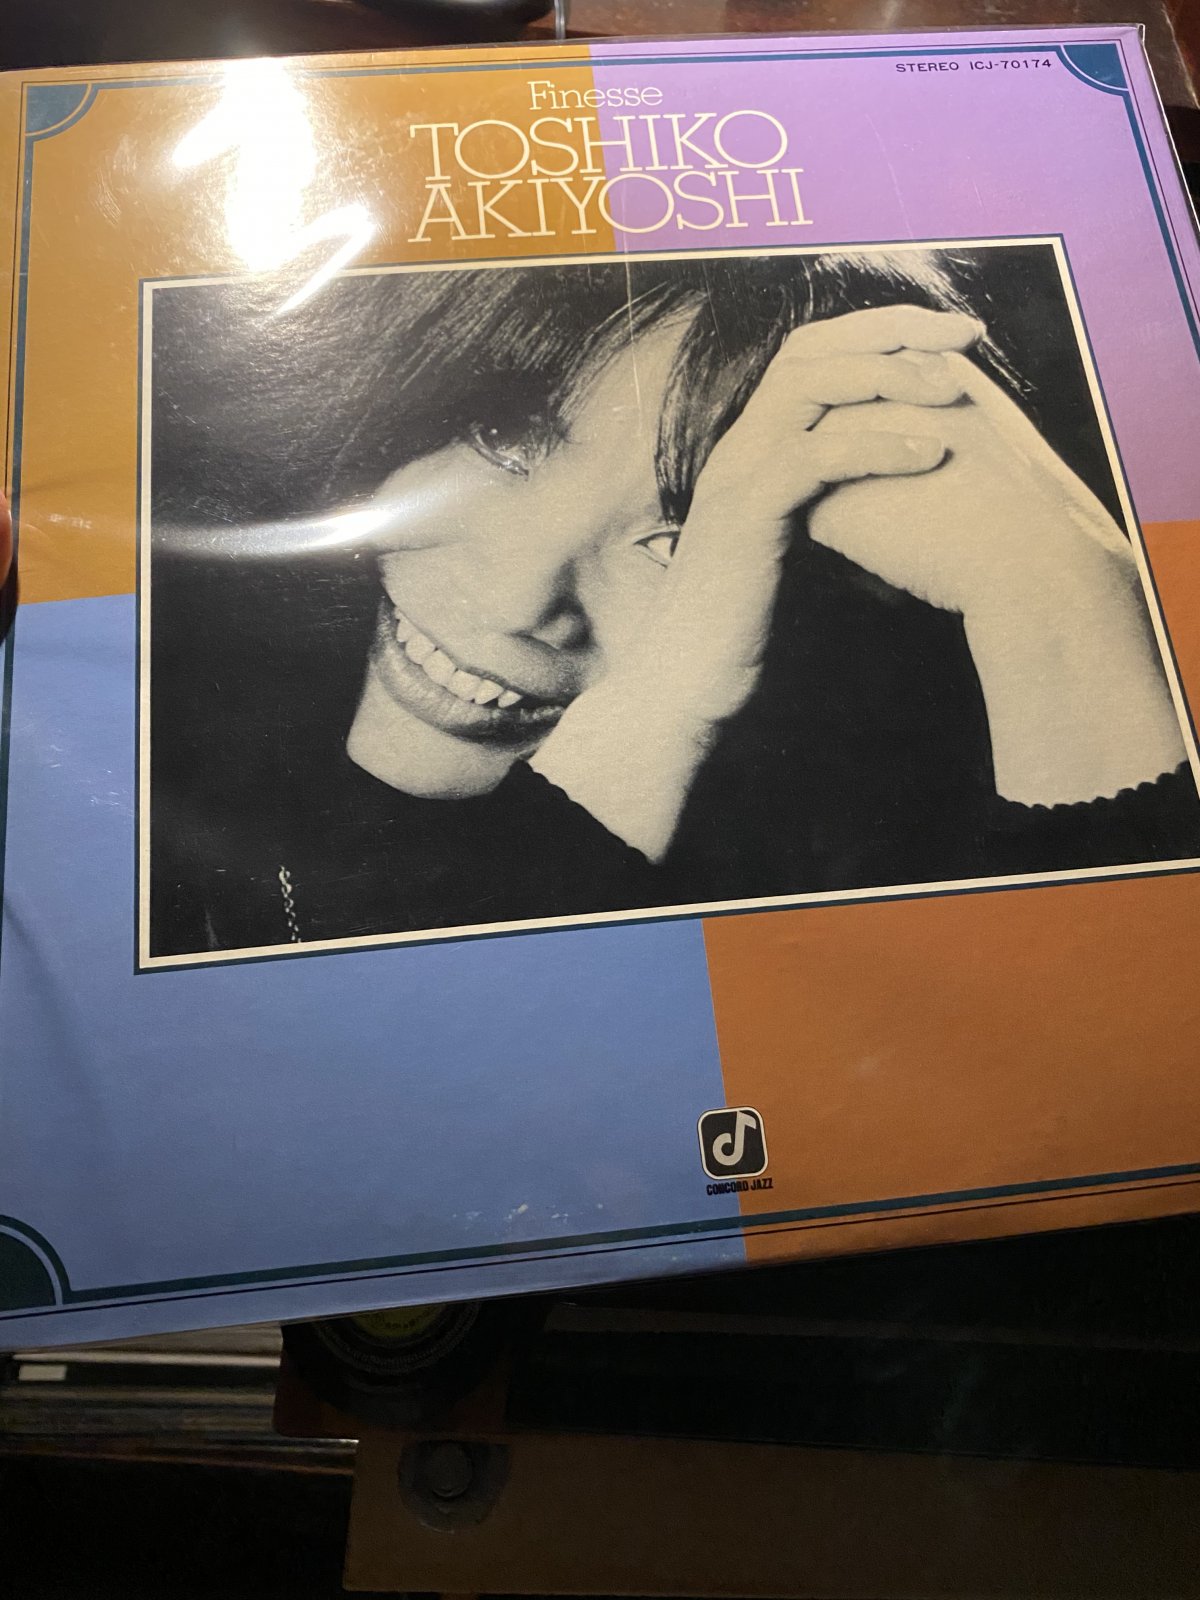 STEREO ICJ-70174
Finesse
TOSHIKO
AKIYOSHI
CONCORD JAZZ